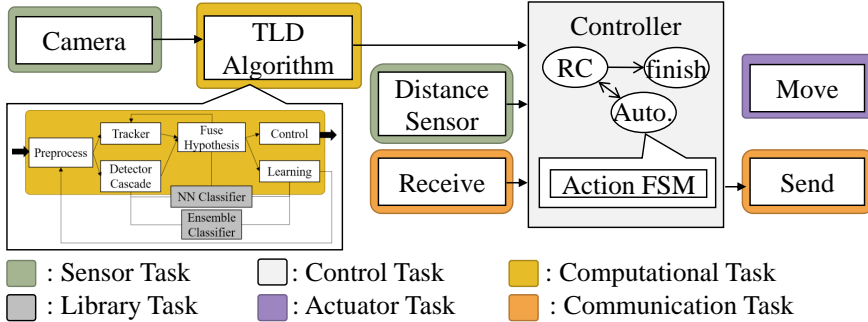 Camera
TLD
Algorithm
Controller
RC
finish
Auto.
Action FSM
Distance
Sensor
Move
Receive
Send
Preprocess
Tracker
Fuse
Hypothesis
Control
Detector
Cascade
Learning
NN Classifier
Ensemble
Classifier
: Sensor Task
: Control Task
: Computational Task
: Library Task
: Actuator Task
: Communication Task